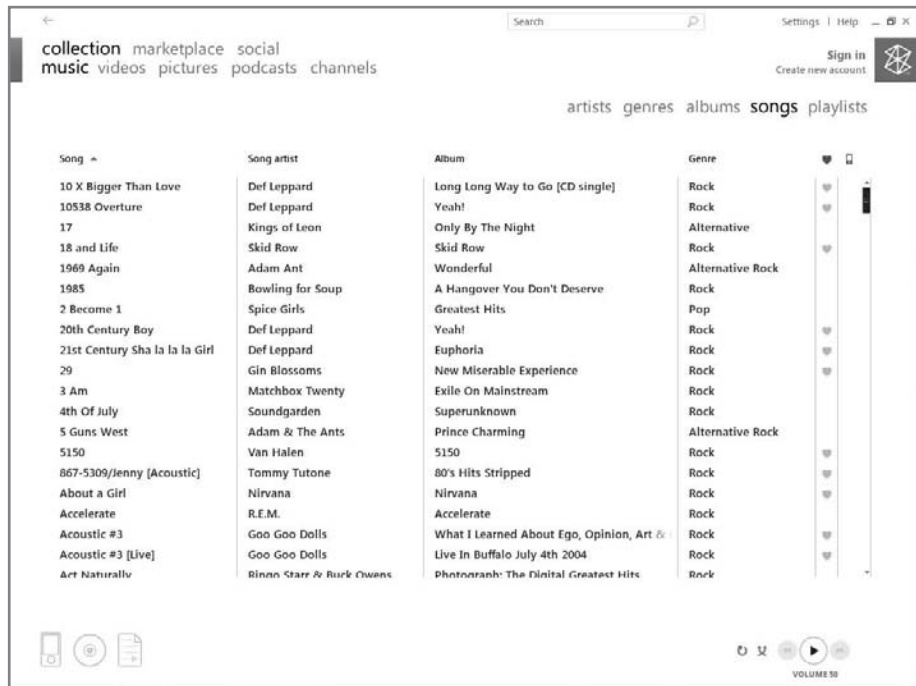 Search Settings | Help
collection marketplace social
music videos pictures podcasts channels
Sign in
Create new account
artists genres albums songs playlists
Song Song artist Album Genre
10 X Bigger Than Love Def Leppard Long Long Way to Go [CD single] Rock
10538 Overture Def Leppard Yeah! Rock
17 Kings of Leon Only By The Night Alternative
18 and Life Skid Row Skid Row Rock
1969 Again Adam Ant Wonderful Alternative Rock
1985 Bowling for Soup A Hangover You Don't Deserve Rock
2 Become 1 Spice Girls Greatest Hits Pop
20th Century Boy Def Leppard Yeah! Rock
21st Century Sha la la la Girl Def Leppard Euphoria Rock
29 Gin Blossoms New Miserable Experience Rock
3 Am Matchbox Twenty Exile On Mainstream Rock
4th Of July Soundgarden Superunknown Rock
5 Guns West Adam & The Ants Prince Charming Alternative Rock
5150 Van Halen 5150 Rock
867-5309/Jenny [Acoustic] Tommy Tutone 80's Hits Stripped Rock
About a Girl Nirvana Nirvana Rock
Accelerate R.E.M. Accelerate Rock
Acoustic #3 Goo Goo Dolls What I Learned About Ego, Opinion, Art & Rock
Acoustic #3 [Live] Goo Goo Dolls Live In Buffalo July 4th 2004 Rock
Act Naturally Ringo Starr & Buck Owens Photograph: The Digital Greatest Hits Rock
VOLUME 50